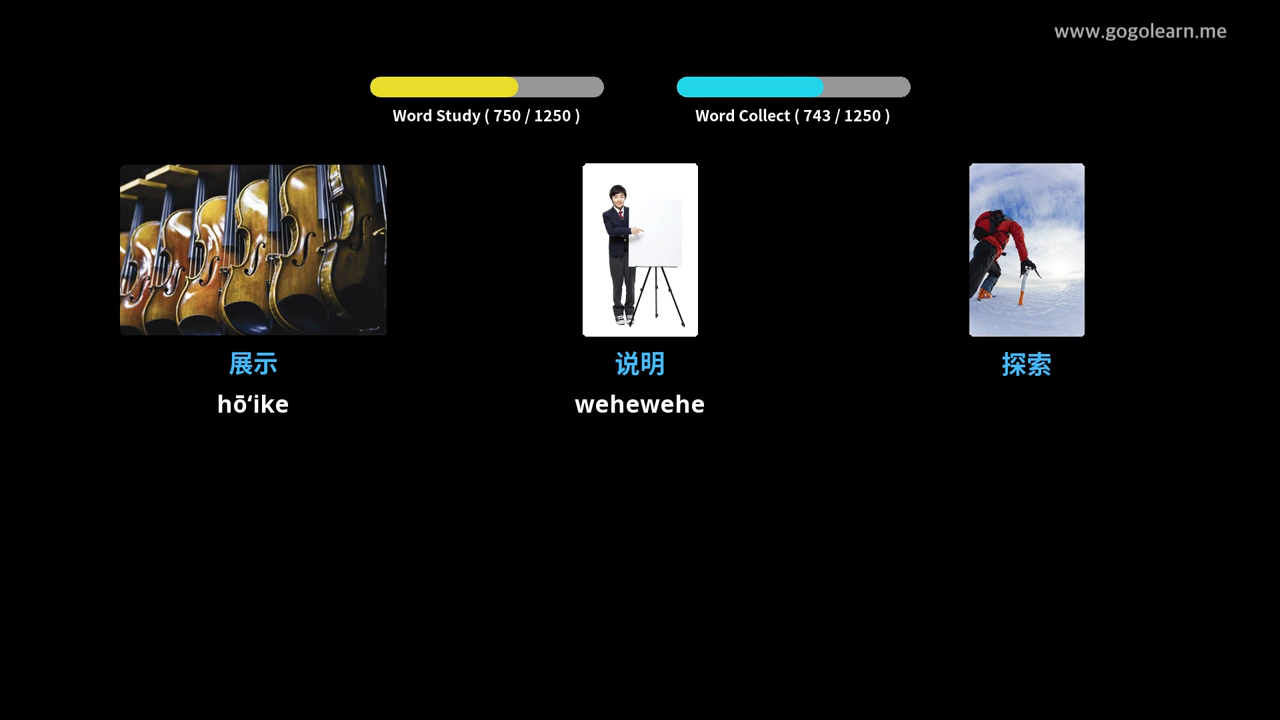 www.gogolearn.me
Word Study ( 750 / 1250 )
Word Collect ( 743 / 1250 )
展示
说明
探索
hōʻike
wehewehe